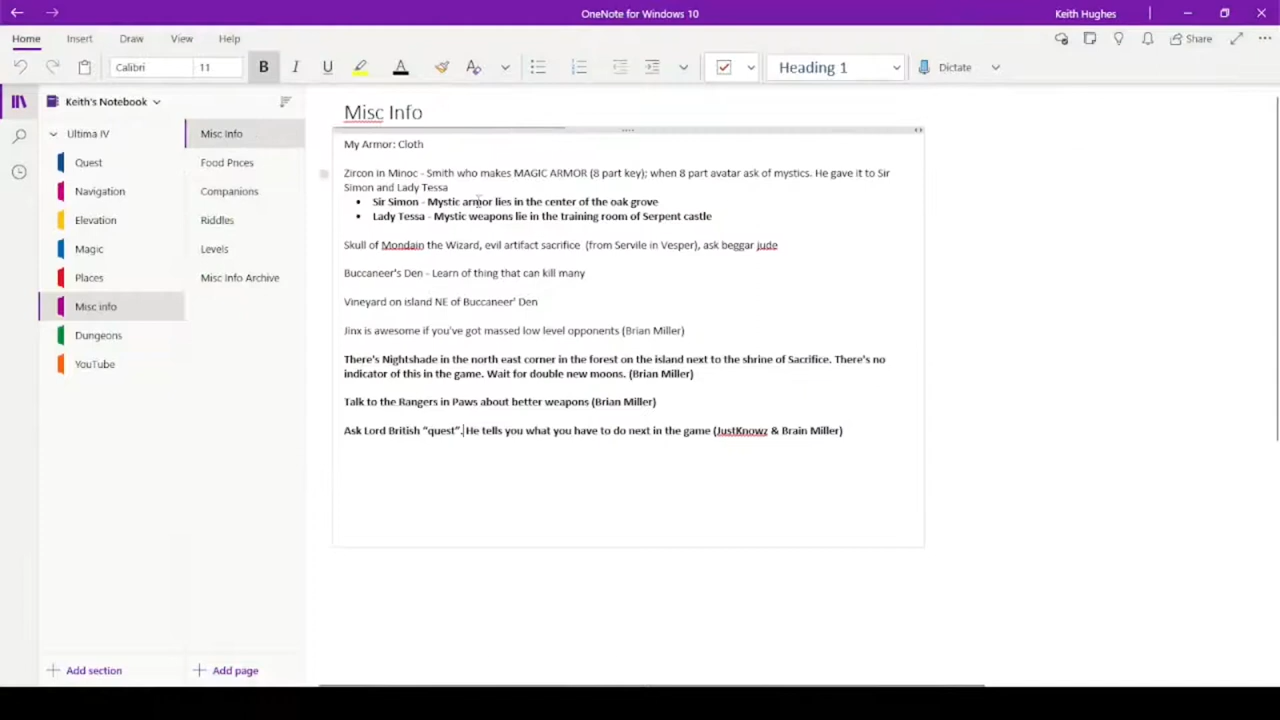 OneNote for Windows 10
Keith Hughes
Home Insert Draw View Help
Share
Calibri 11 B I U A Heading 1 Dictate
Keith's Notebook
Ultima IV
Quest
Navigation
Elevation
Magic
Places
Misc info
Dungeons
YouTube
Add section
Misc Info
Food Prices
Companions
Riddles
Levels
Misc Info Archive
Add page
Misc Info
My Armor: Cloth
Zircon in Minoc - Smith who makes MAGIC ARMOR (8 part key); when 8 part avatar ask of mystics. He gave it to Sir
Simon and Lady Tessa
• Sir Simon - Mystic armor lies in the center of the oak grove
• Lady Tessa - Mystic weapons lie in the training room of Serpent castle
Skull of Mondain the Wizard, evil artifact sacrifice (from Servile in Vesper), ask beggar jude
Buccaneer's Den - Learn of thing that can kill many
Vineyard on island NE of Buccaneer' Den
Jinx is awesome if you've got massed low level opponents (Brian Miller)
There's Nightshade in the north east corner in the forest on the island next to the shrine of Sacrifice. There's no
indicator of this in the game. Wait for double new moons. (Brian Miller)
Talk to the Rangers in Paws about better weapons (Brian Miller)
Ask Lord British “quest”. He tells you what you have to do next in the game (JustKnowz & Brain Miller)